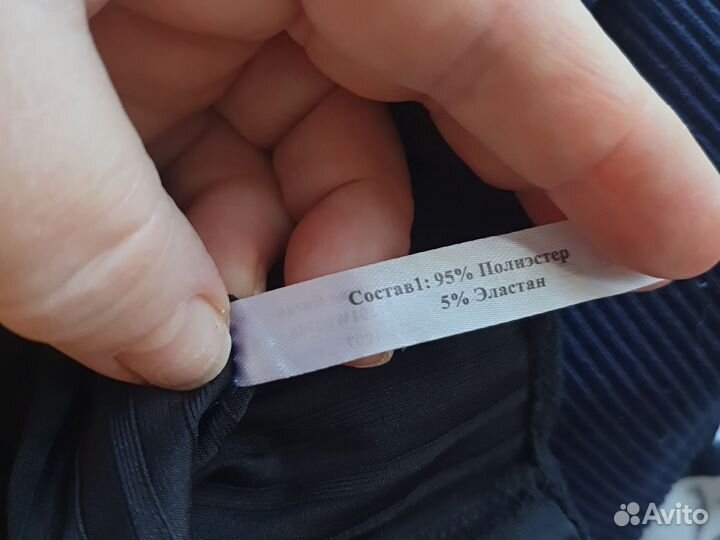 Состав1: 95% Полиэстер
5% Эластан
Avito